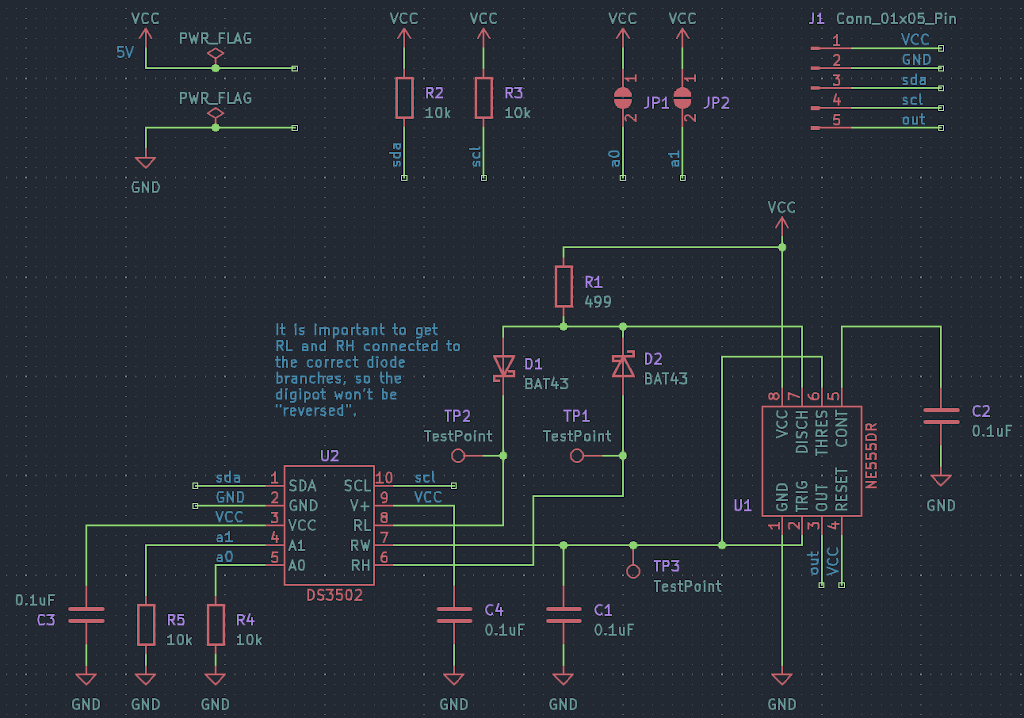 VCC
5V
PWR_FLAG
PWR_FLAG
GND
VCC
R2
10k
sda
VCC
R3
10k
scl
VCC
1
JP1
2
a0
VCC
1
JP2
2
a1
J1 Conn_01x05_Pin
1 VCC
2 GND
3 sda
4 scl
5 out
VCC
R1
499
It is important to get
RL and RH connected to
the correct diode
branches, so the
digipot won't be
"reversed".
D1
BAT43
D2
BAT43
TP2
TestPoint
TP1
TestPoint
U2
sda 1 SDA
GND 2 GND
VCC 3 VCC
a1 4 A1
a0 5 A0
SCL 10 scl
V+ 9 VCC
RL 8
RW 7
RH 6
DS3502
8 VCC
7 DISCH
6 THRES
5 CONT
U1
NE555DR
GND 1
TRIG 2
OUT 3 out
RESET 4 VCC
C2
0.1uF
GND
TP3
TestPoint
0.1uF
C3
R5
10k
R4
10k
C4
0.1uF
C1
0.1uF
GND
GND
GND
GND
GND
GND